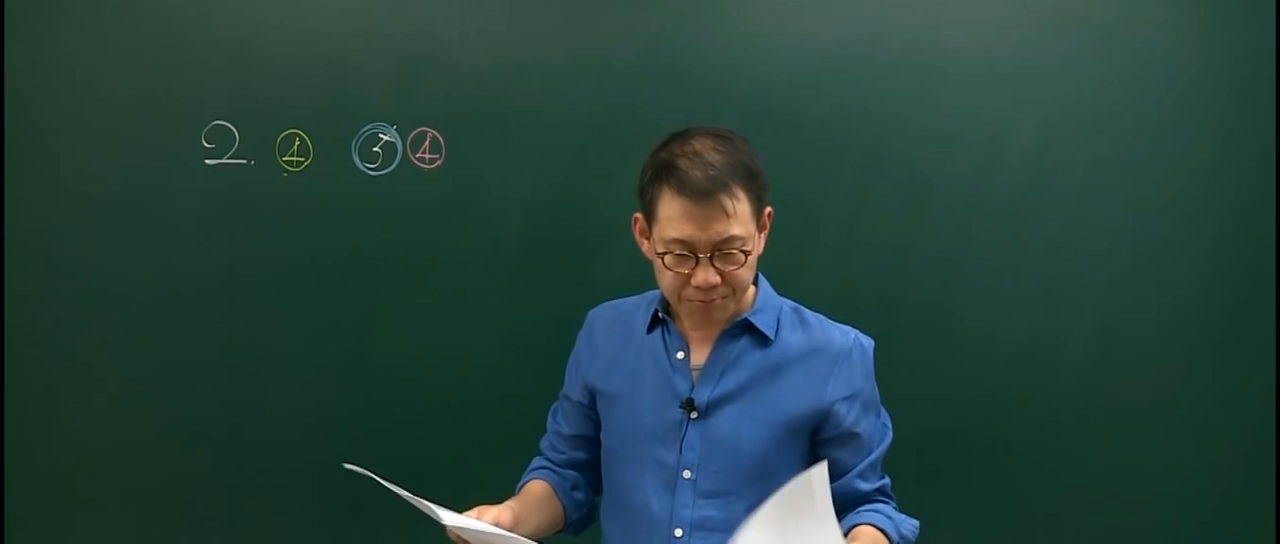 2. ④ ③ ④